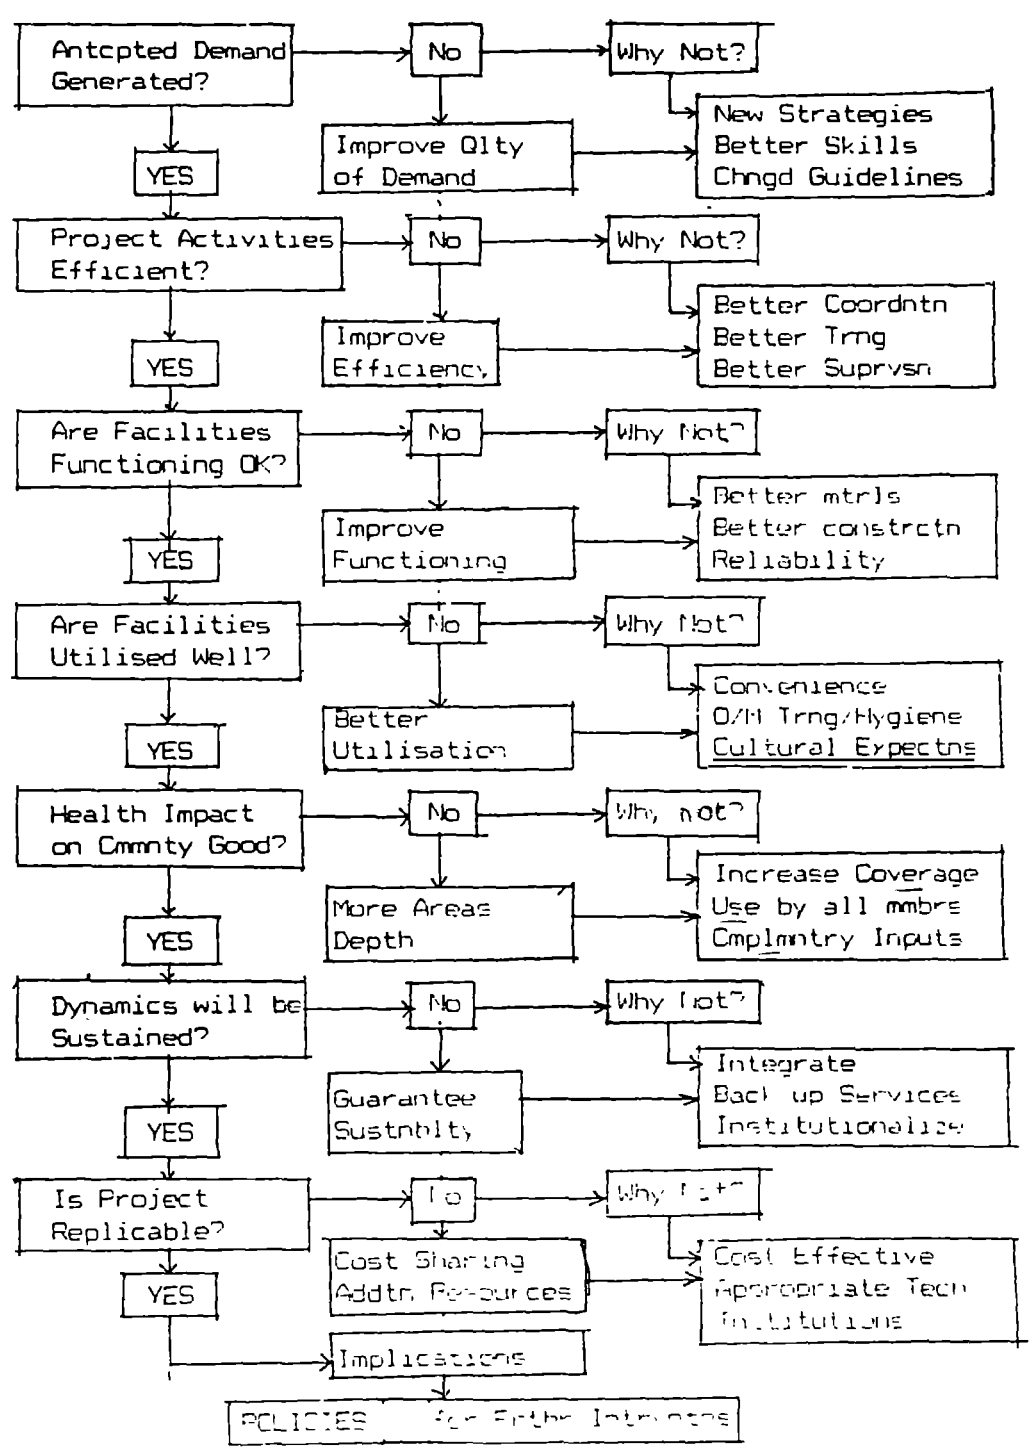 Antcpted Demand
Generated?
No
Why Not?
New Strategies
Better Skills
Chngd Guidelines
Improve Qlty
of Demand
YES
Project Activities
Efficient?
No
Why Not?
Better Coordntn
Better Trng
Better Suprvsn
Improve
Efficiency
YES
Are Facilities
Functioning OK?
No
Why Not?
Better mtrls
Better constrctn
Reliability
Improve
Functioning
YES
Are Facilities
Utilised Well?
No
Why Not?
Convenience
O/M Trng/Hygiene
Cultural Expectns
Better
Utilisation
YES
Health Impact
on Cmmnty Good?
No
Why not?
Increase Coverage
Use by all mmbrs
Cmplmntry Inputs
More Areas
Depth
YES
Dynamics will be
Sustained?
No
Why Not?
Integrate
Back up Services
Institutionalize
Guarantee
Sustnblty
YES
Is Project
Replicable?
No
Why Not?
Cost Effective
Appropriate Tech
Institutions
Cost Sharing
Addtn Resources
YES
Implications
POLICIES for